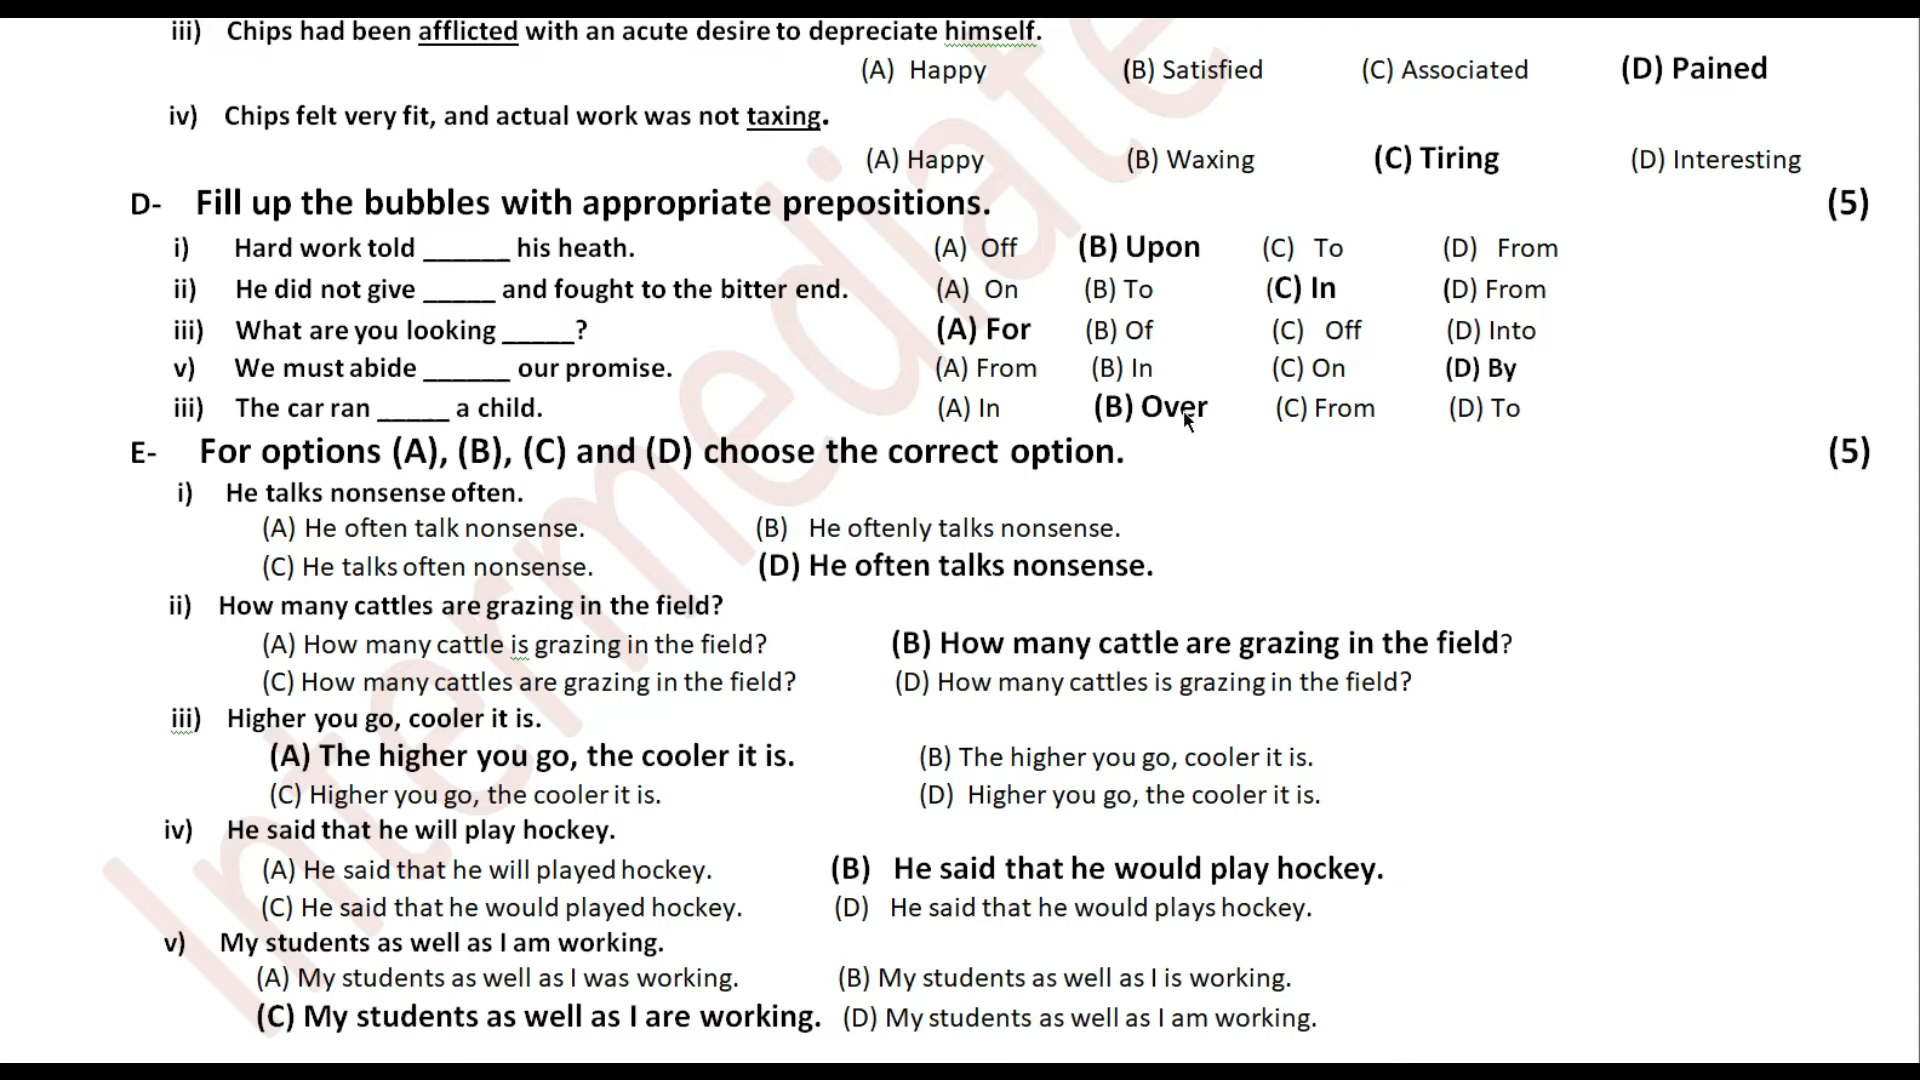 iii) Chips had been afflicted with an acute desire to depreciate himself.
(A) Happy (B) Satisfied (C) Associated (D) Pained
iv) Chips felt very fit, and actual work was not taxing.
(A) Happy (B) Waxing (C) Tiring (D) Interesting
D- Fill up the bubbles with appropriate prepositions. (5)
i) Hard work told ______ his heath. (A) Off (B) Upon (C) To (D) From
ii) He did not give _____ and fought to the bitter end. (A) On (B) To (C) In (D) From
iii) What are you looking _____? (A) For (B) Of (C) Off (D) Into
v) We must abide ______ our promise. (A) From (B) In (C) On (D) By
iii) The car ran _____ a child. (A) In (B) Over (C) From (D) To
E- For options (A), (B), (C) and (D) choose the correct option. (5)
i) He talks nonsense often.
(A) He often talk nonsense. (B) He oftenly talks nonsense.
(C) He talks often nonsense. (D) He often talks nonsense.
ii) How many cattles are grazing in the field?
(A) How many cattle is grazing in the field? (B) How many cattle are grazing in the field?
(C) How many cattles are grazing in the field? (D) How many cattles is grazing in the field?
iii) Higher you go, cooler it is.
(A) The higher you go, the cooler it is. (B) The higher you go, cooler it is.
(C) Higher you go, the cooler it is. (D) Higher you go, the cooler it is.
iv) He said that he will play hockey.
(A) He said that he will played hockey. (B) He said that he would play hockey.
(C) He said that he would played hockey. (D) He said that he would plays hockey.
v) My students as well as I am working.
(A) My students as well as I was working. (B) My students as well as I is working.
(C) My students as well as I are working. (D) My students as well as I am working.
Intermediate